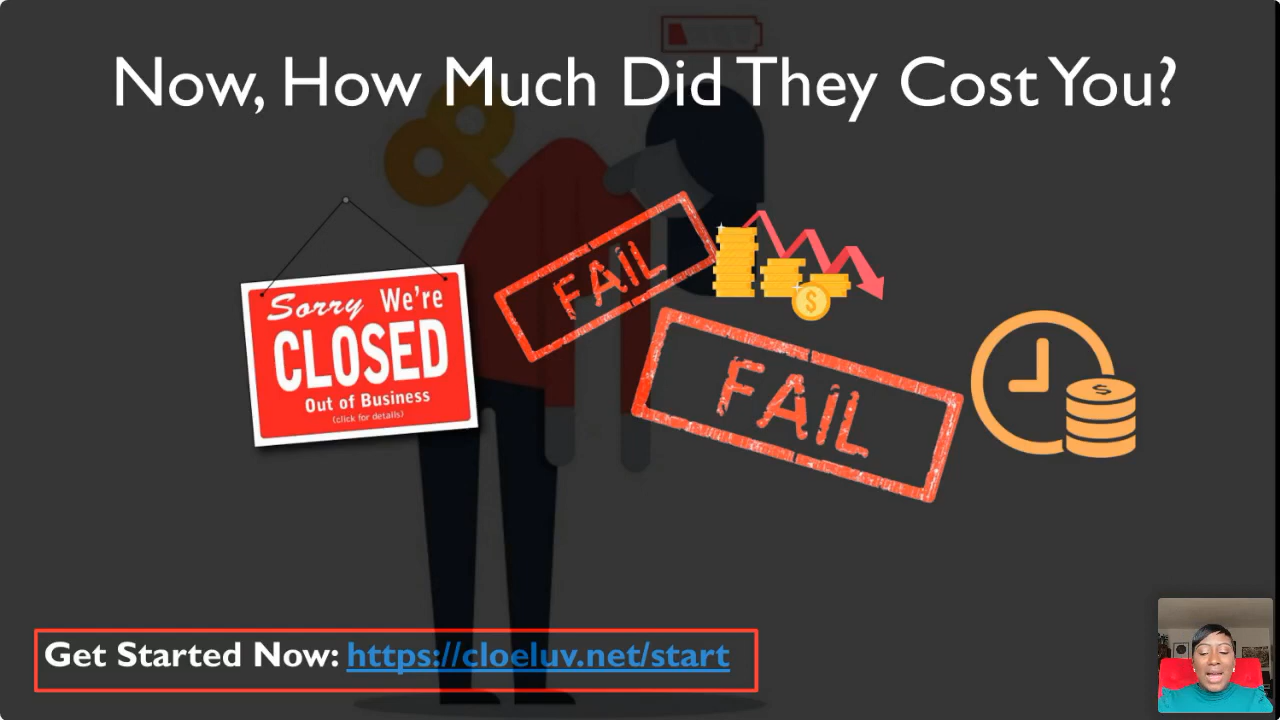 Now, How Much Did They Cost You?
FAIL
Sorry We're
CLOSED
Out of Business
(click for details)
$
FAIL
$
Get Started Now: https://cloeluv.net/start